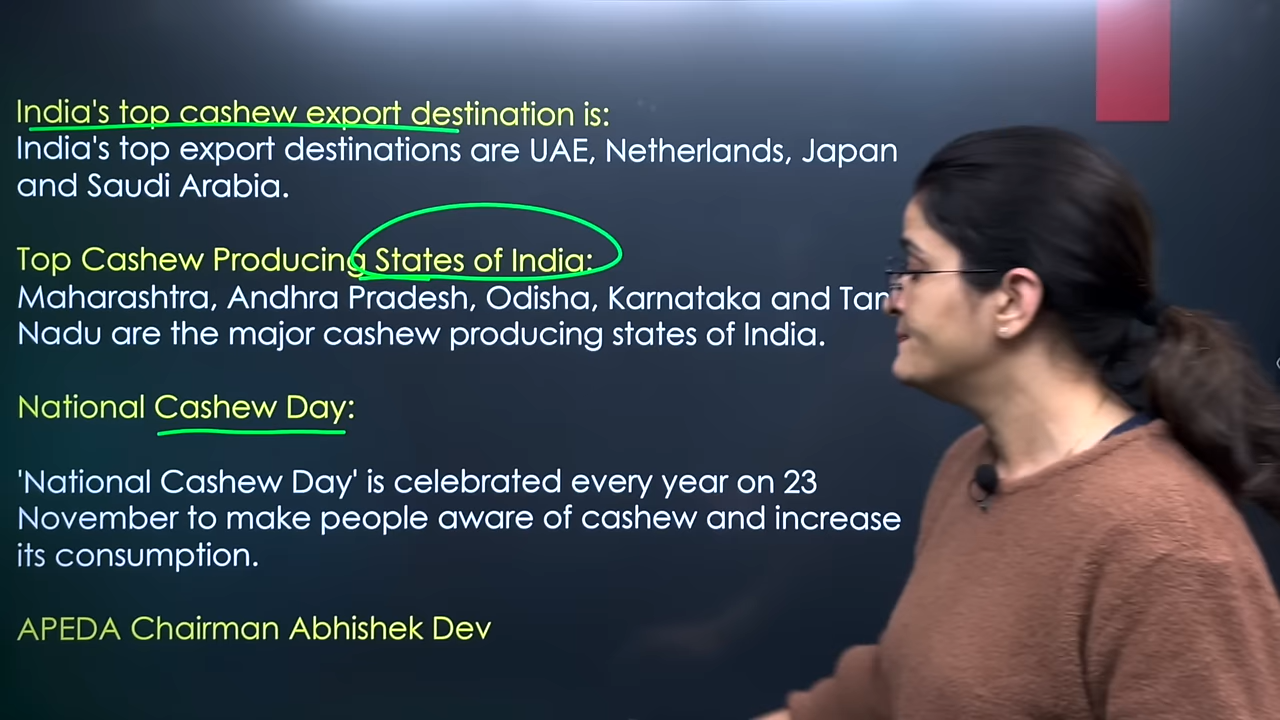 India's top cashew export destination is:
India's top export destinations are UAE, Netherlands, Japan
and Saudi Arabia.
Top Cashew Producing States of India:
Maharashtra, Andhra Pradesh, Odisha, Karnataka and
Nadu are the major cashew producing states of India.
National Cashew Day:
'National Cashew Day' is celebrated every year on 23
November to make people aware of cashew and increase
its consumption.
APEDA Chairman Abhishek Dev